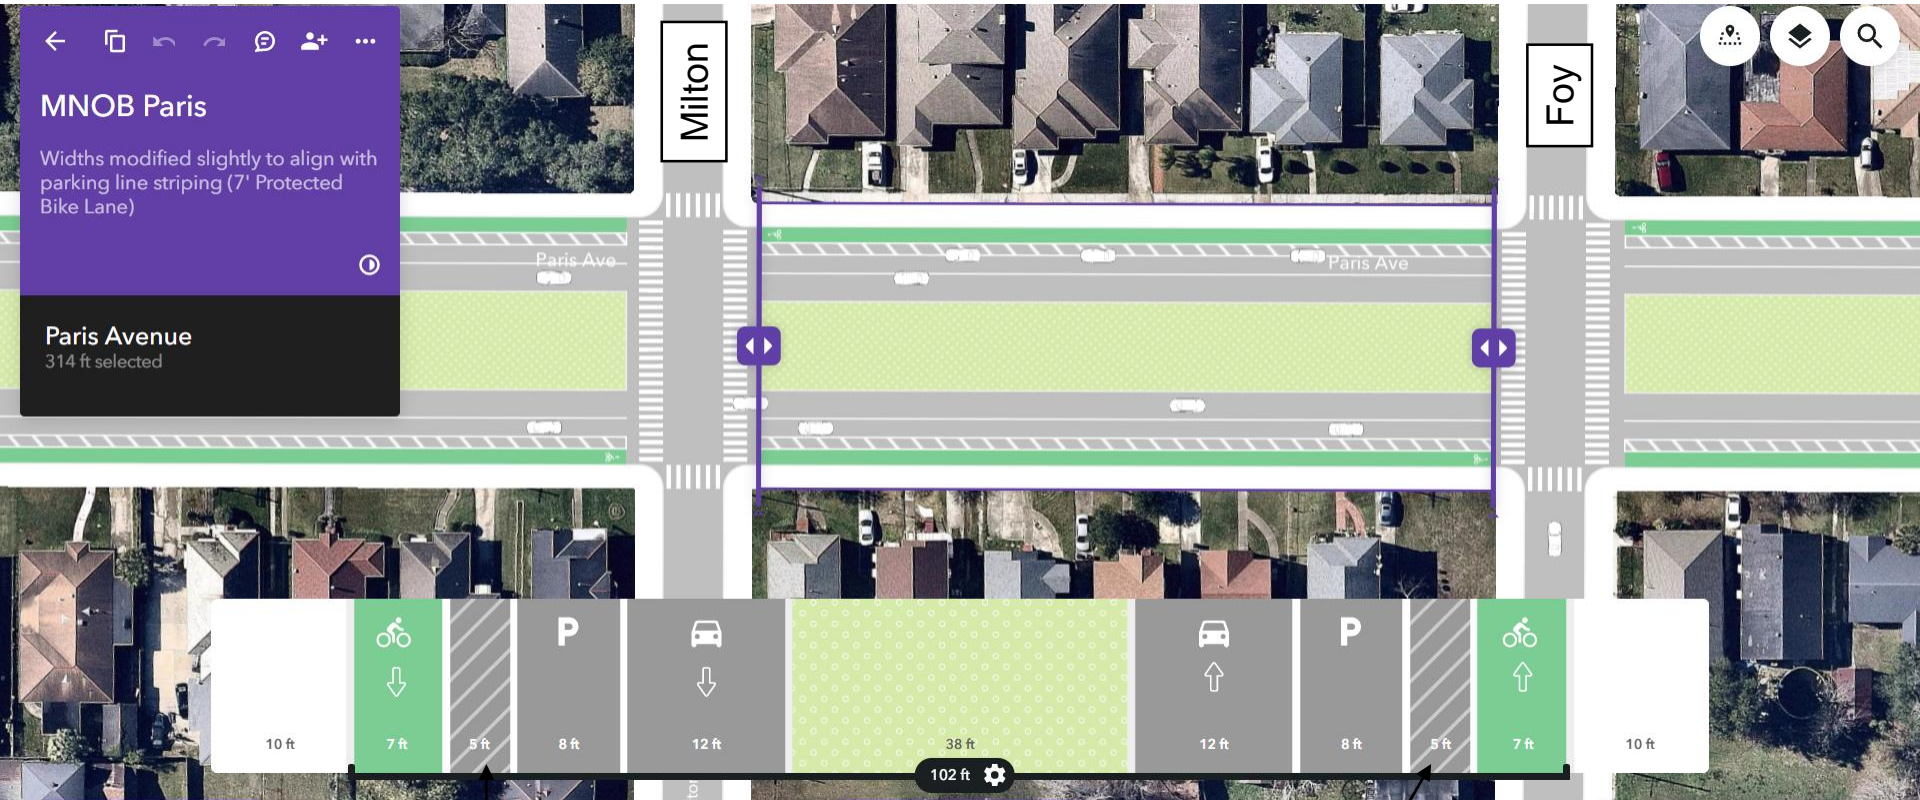 MNOB Paris
Widths modified slightly to align with
parking line striping (7' Protected
Bike Lane)
Paris Avenue
314 ft selected
Milton
Foy
Paris Ave
Paris Ave
P
P
10 ft
7 ft
5 ft
8 ft
12 ft
38 ft
12 ft
8 ft
5 ft
7 ft
10 ft
102 ft